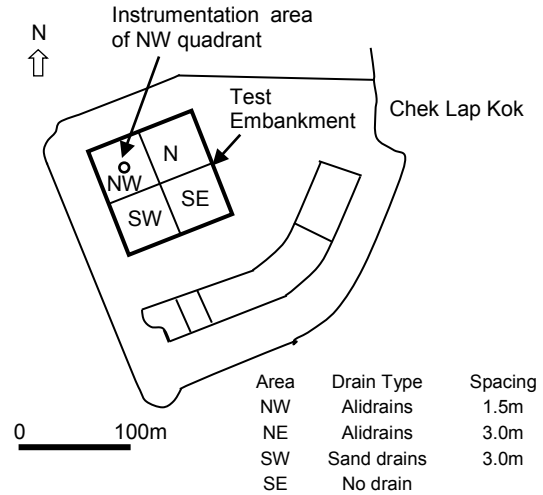 Instrumentation area
of NW quadrant
N
Test
Embankment
Chek Lap Kok
N
NW
SE
SW
Area Drain Type Spacing
NW Alidrains 1.5m
NE Alidrains 3.0m
SW Sand drains 3.0m
SE No drain
0 100m